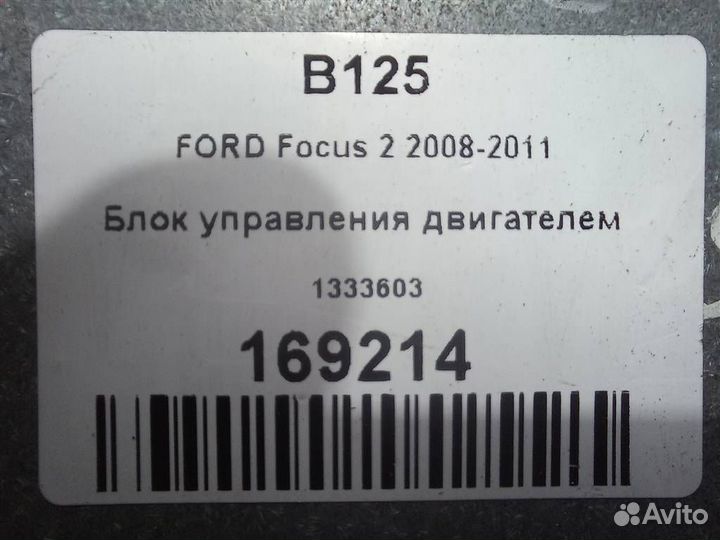 B125
FORD Focus 2 2008-2011
Блок управления двигателем
1333603
169214
Avito